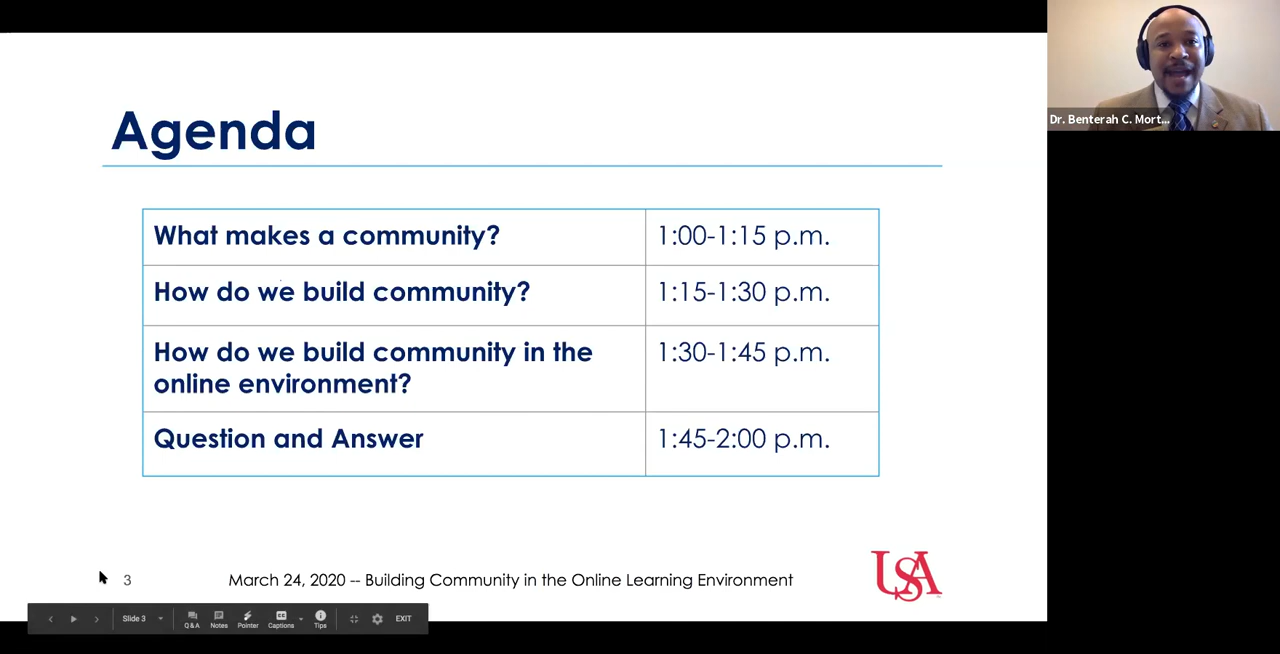 Agenda
What makes a community? 1:00-1:15 p.m.
How do we build community? 1:15-1:30 p.m.
How do we build community in the 1:30-1:45 p.m.
online environment?
Question and Answer 1:45-2:00 p.m.
3 March 24, 2020 -- Building Community in the Online Learning Environment
USA
Slide 3 Q&A Notes Pointer CC Captions Tips EXIT
Dr. Benterah C. Mort...